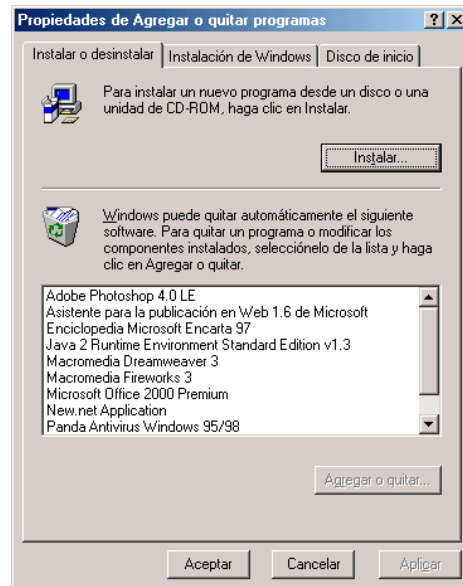 Propiedades de Agregar o quitar programas
Instalar o desinstalar Instalación de Windows Disco de inicio
Para instalar un nuevo programa desde un disco o una
unidad de CD-ROM, haga clic en Instalar.
Instalar...
Windows puede quitar automáticamente el siguiente
software. Para quitar un programa o modificar los
componentes instalados, selecciónelo de la lista y haga
clic en Agregar o quitar.
Adobe Photoshop 4.0 LE
Asistente para la publicación en Web 1.6 de Microsoft
Enciclopedia Microsoft Encarta 97
Java 2 Runtime Environment Standard Edition v1.3
Macromedia Dreamweaver 3
Macromedia Fireworks 3
Microsoft Office 2000 Premium
New.net Application
Panda Antivirus Windows 95/98
Agregar o quitar...
Aceptar Cancelar Aplicar